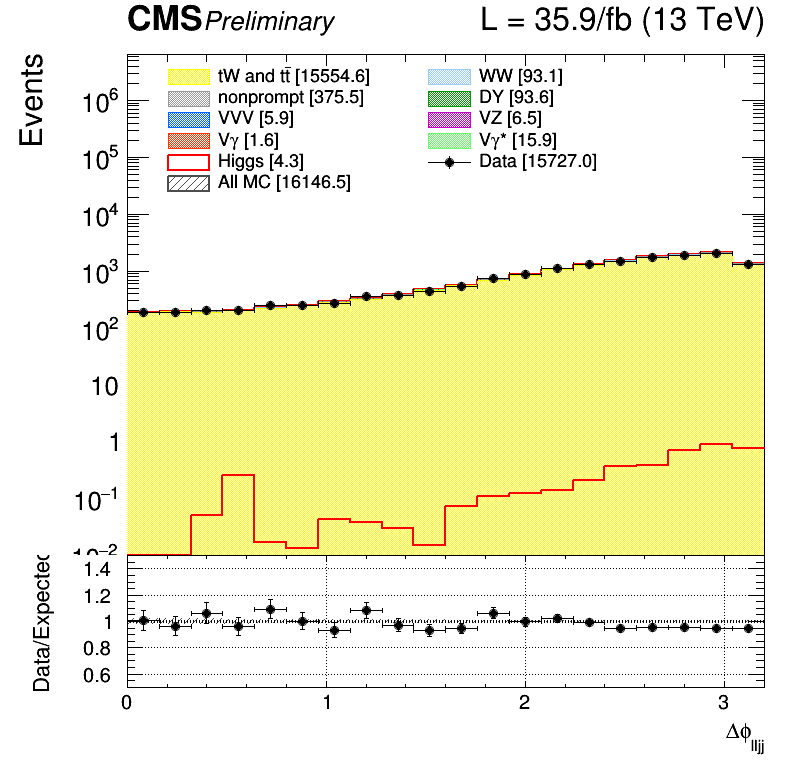 CMS Preliminary L = 35.9/fb (13 TeV)
Events
tW and tt̄ [15554.6] WW [93.1]
nonprompt [375.5] DY [93.6]
VVV [5.9] VZ [6.5]
Vγ [1.6] Vγ* [15.9]
Higgs [4.3] Data [15727.0]
All MC [16146.5]
10⁶
10⁵
10⁴
10³
10²
10
1
10⁻¹
10⁻²
Data/Expected
1.4
1.2
1
0.8
0.6
0 1 2 3
Δϕlljj